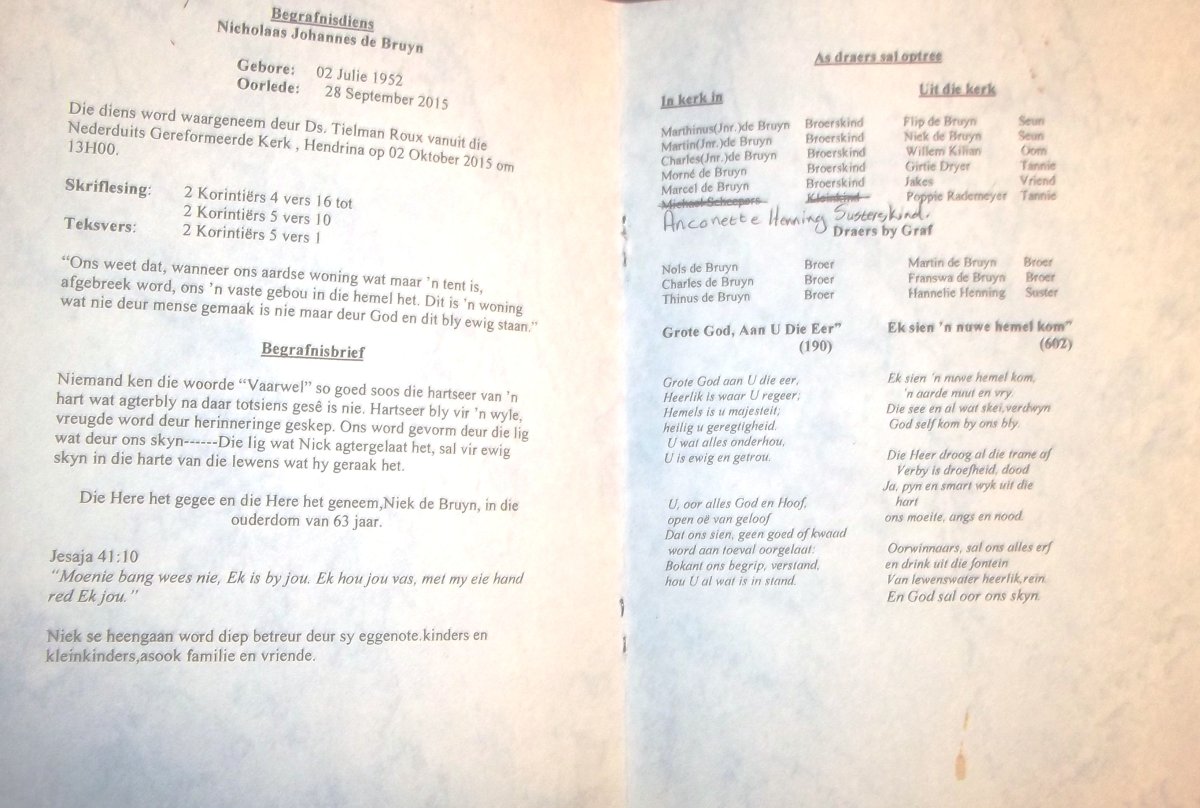 Begrafnisdiens
Nicholaas Johannes de Bruyn
Gebore: 02 Julie 1952
Oorlede: 28 September 2015
Die diens word waargeneem deur Ds. Tielman Roux vanuit die
Nederduits Gereformeerde Kerk , Hendrina op 02 Oktober 2015 om
13H00.
Skriflesing: 2 Korintiërs 4 vers 16 tot
2 Korintiërs 5 vers 10
Teksvers: 2 Korintiërs 5 vers 1
“Ons weet dat, wanneer ons aardse woning wat maar ’n tent is,
afgebreek word, ons ’n vaste gebou in die hemel het. Dit is ’n woning
wat nie deur mense gemaak is nie maar deur God en dit bly ewig staan.”
Begrafnisbrief
Niemand ken die woorde “Vaarwel” so goed soos die hartseer van ’n
hart wat agterbly na daar totsiens gesê is nie. Hartseer bly vir ’n wyle,
vreugde word deur herinneringe geskep. Ons word gevorm deur die lig
wat deur ons skyn------Die lig wat Nick agtergelaat het, sal vir ewig
skyn in die harte van die lewens wat hy geraak het.
Die Here het gegee en die Here het geneem,Niek de Bruyn, in die
ouderdom van 63 jaar.
Jesaja 41:10
“Moenie bang wees nie, Ek is by jou. Ek hou jou vas, met my eie hand
red Ek jou.”
Niek se heengaan word diep betreur deur sy eggenote.kinders en
kleinkinders,asook familie en vriende.
As draers sal optree
In kerk in
Marthinus(Jnr.)de Bruyn Broerskind
Martin(Jnr.)de Bruyn Broerskind
Charles(Jnr.)de Bruyn Broerskind
Morné de Bruyn Broerskind
Marcel de Bruyn Broerskind
Michael Scheepers Kleinkind
Anconette Henning Susterskind.
Uit die kerk
Flip de Bruyn Seun
Niek de Bruyn Seun
Willem Kilian Oom
Girtie Dryer Tannie
Jakes Vriend
Poppie Rademeyer Tannie
Draers by Graf
Nols de Bruyn Broer
Charles de Bruyn Broer
Thinus de Bruyn Broer
Martin de Bruyn Broer
Franswa de Bruyn Broer
Hannelie Henning Suster
Grote God, Aan U Die Eer”
(190)
Grote God aan U die eer,
Heerlik is waar U regeer;
Hemels is u majesteit;
heilig u geregtigheid.
U wat alles onderhou,
U is ewig en getrou.
U, oor alles God en Hoof,
open oë van geloof
Dat ons sien, geen goed of kwaad
word aan toeval oorgelaat:
Bokant ons begrip, verstand,
hou U al wat is in stand.
Ek sien ’n nuwe hemel kom”
(602)
Ek sien ’n nuwe hemel kom,
’n aarde nuut en vry.
Die see en al wat skei,verdwyn
God self kom by ons bly.
Die Heer droog al die trane af
Verby is droefheid, dood
Ja, pyn en smart wyk uit die
hart
ons moeite, angs en nood.
Oorwinnaars, sal ons alles erf
en drink uit die fontein
Van lewenswater heerlik,rein.
En God sal oor ons skyn.